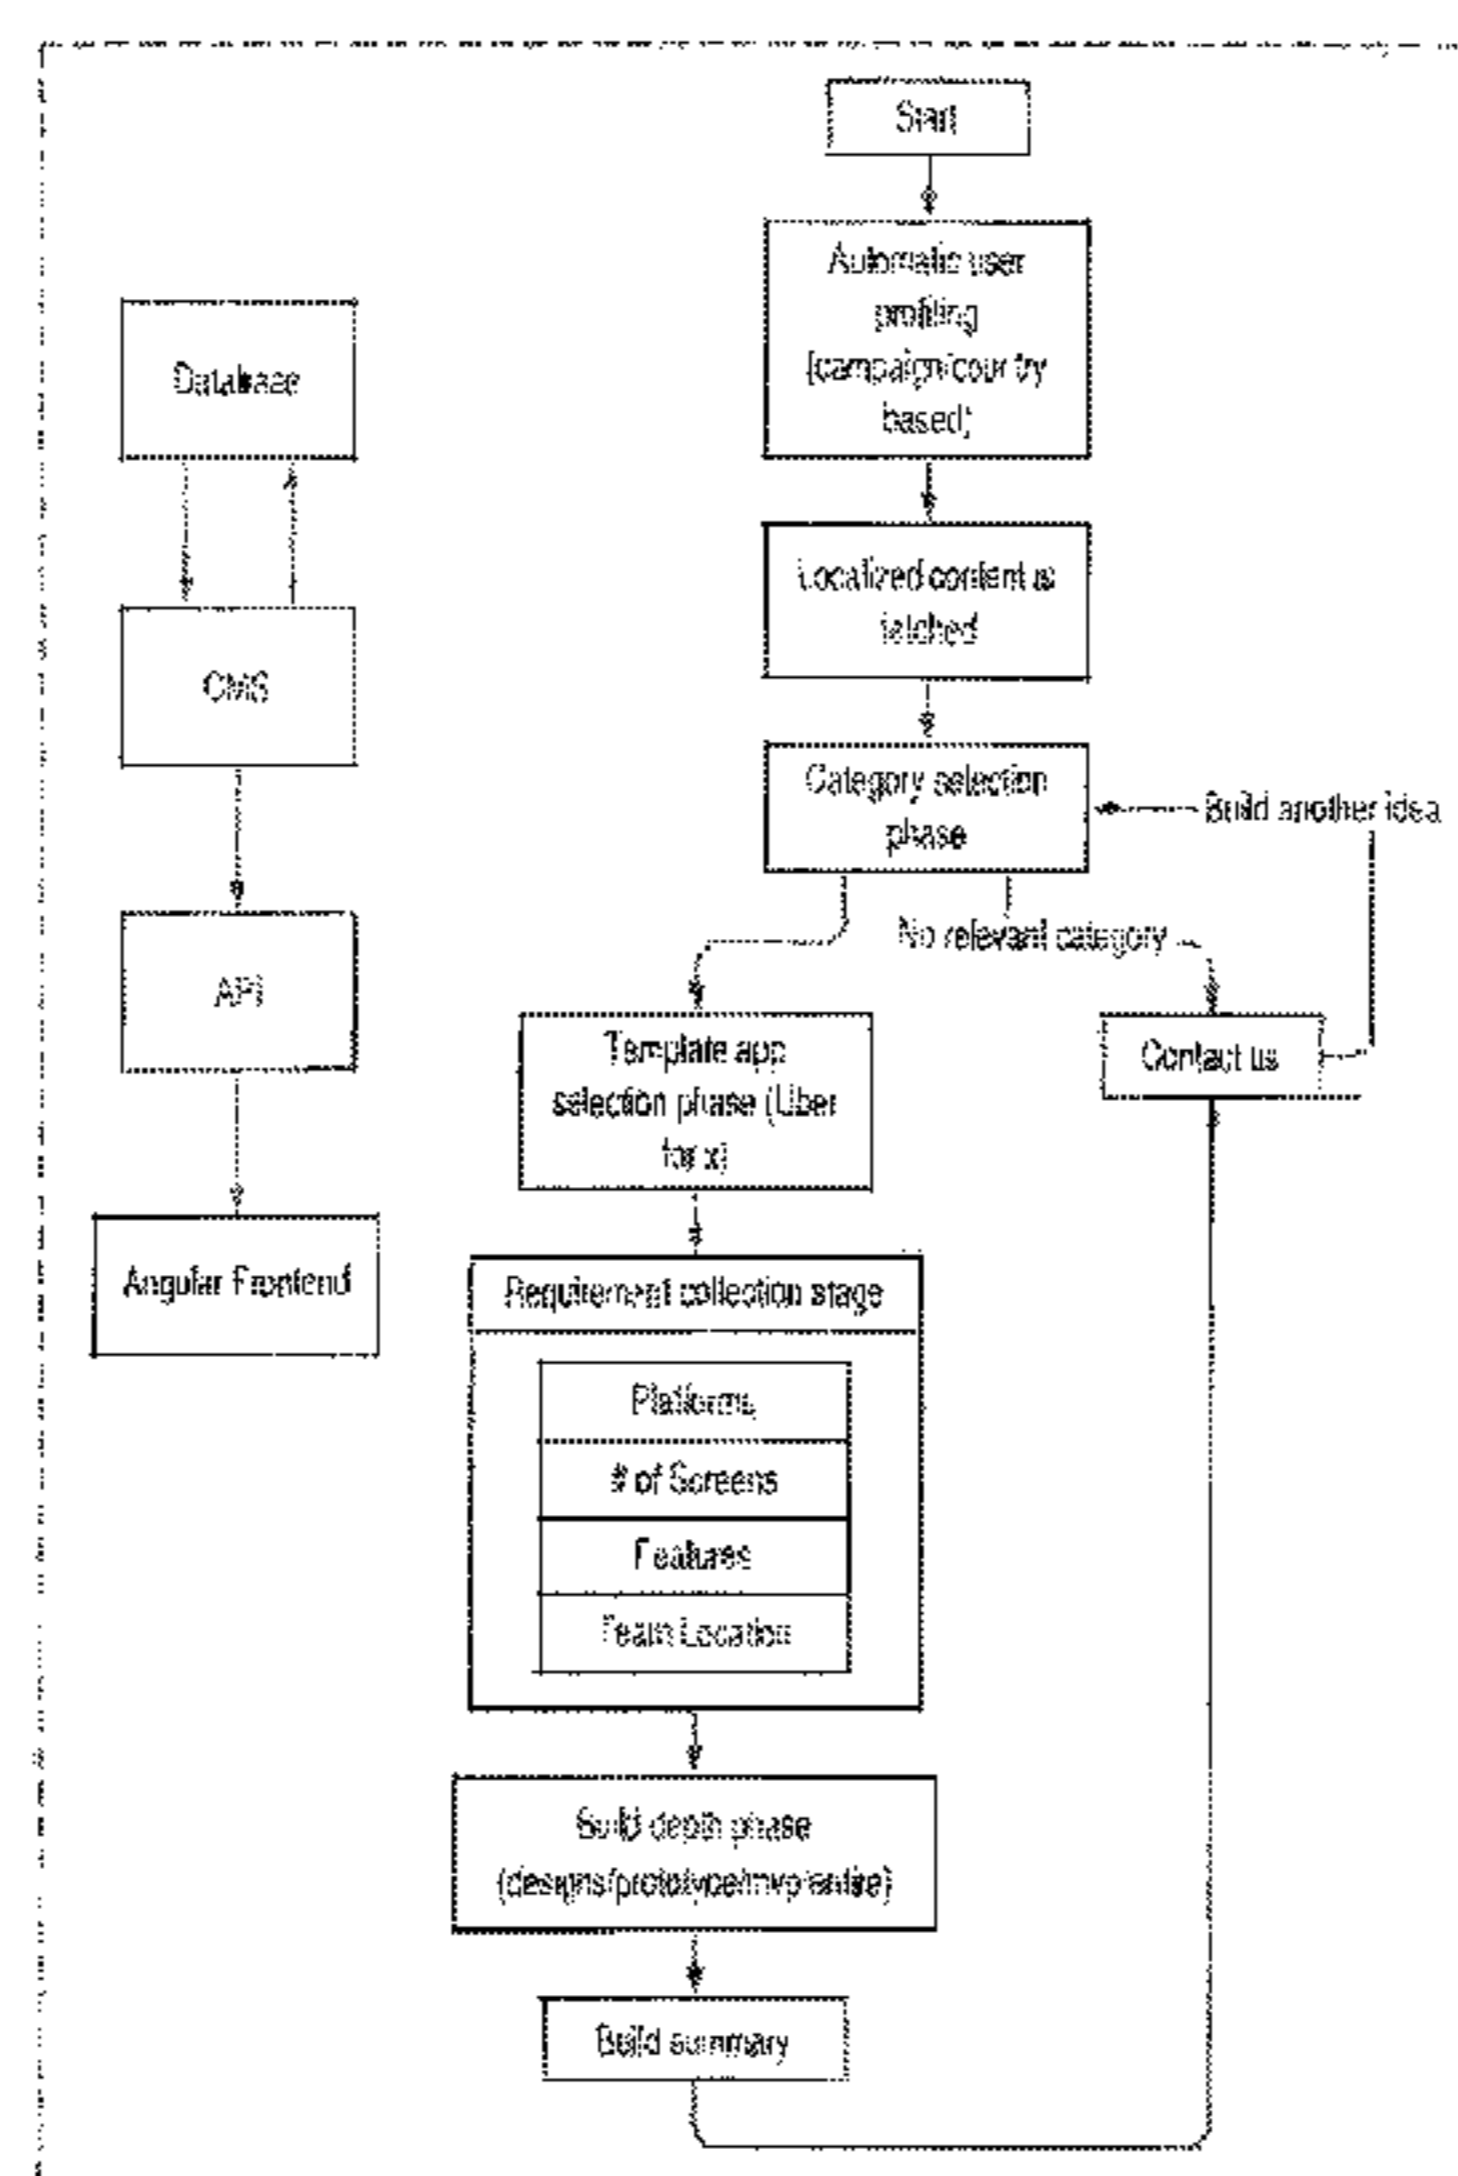 Start
Automatic user
profiling
(campaign/country
based)
Database
Localized content is
fetched
CMS
Category selection
phase
Build another idea
No relevant category
API
Template app
selection phase (Uber
for x)
Contact us
Angular Frontend
Requirement collection stage
Platforms
# of Screens
Features
Team Location
Build depth phase
(designs/prototype/mvp/entire)
Build summary